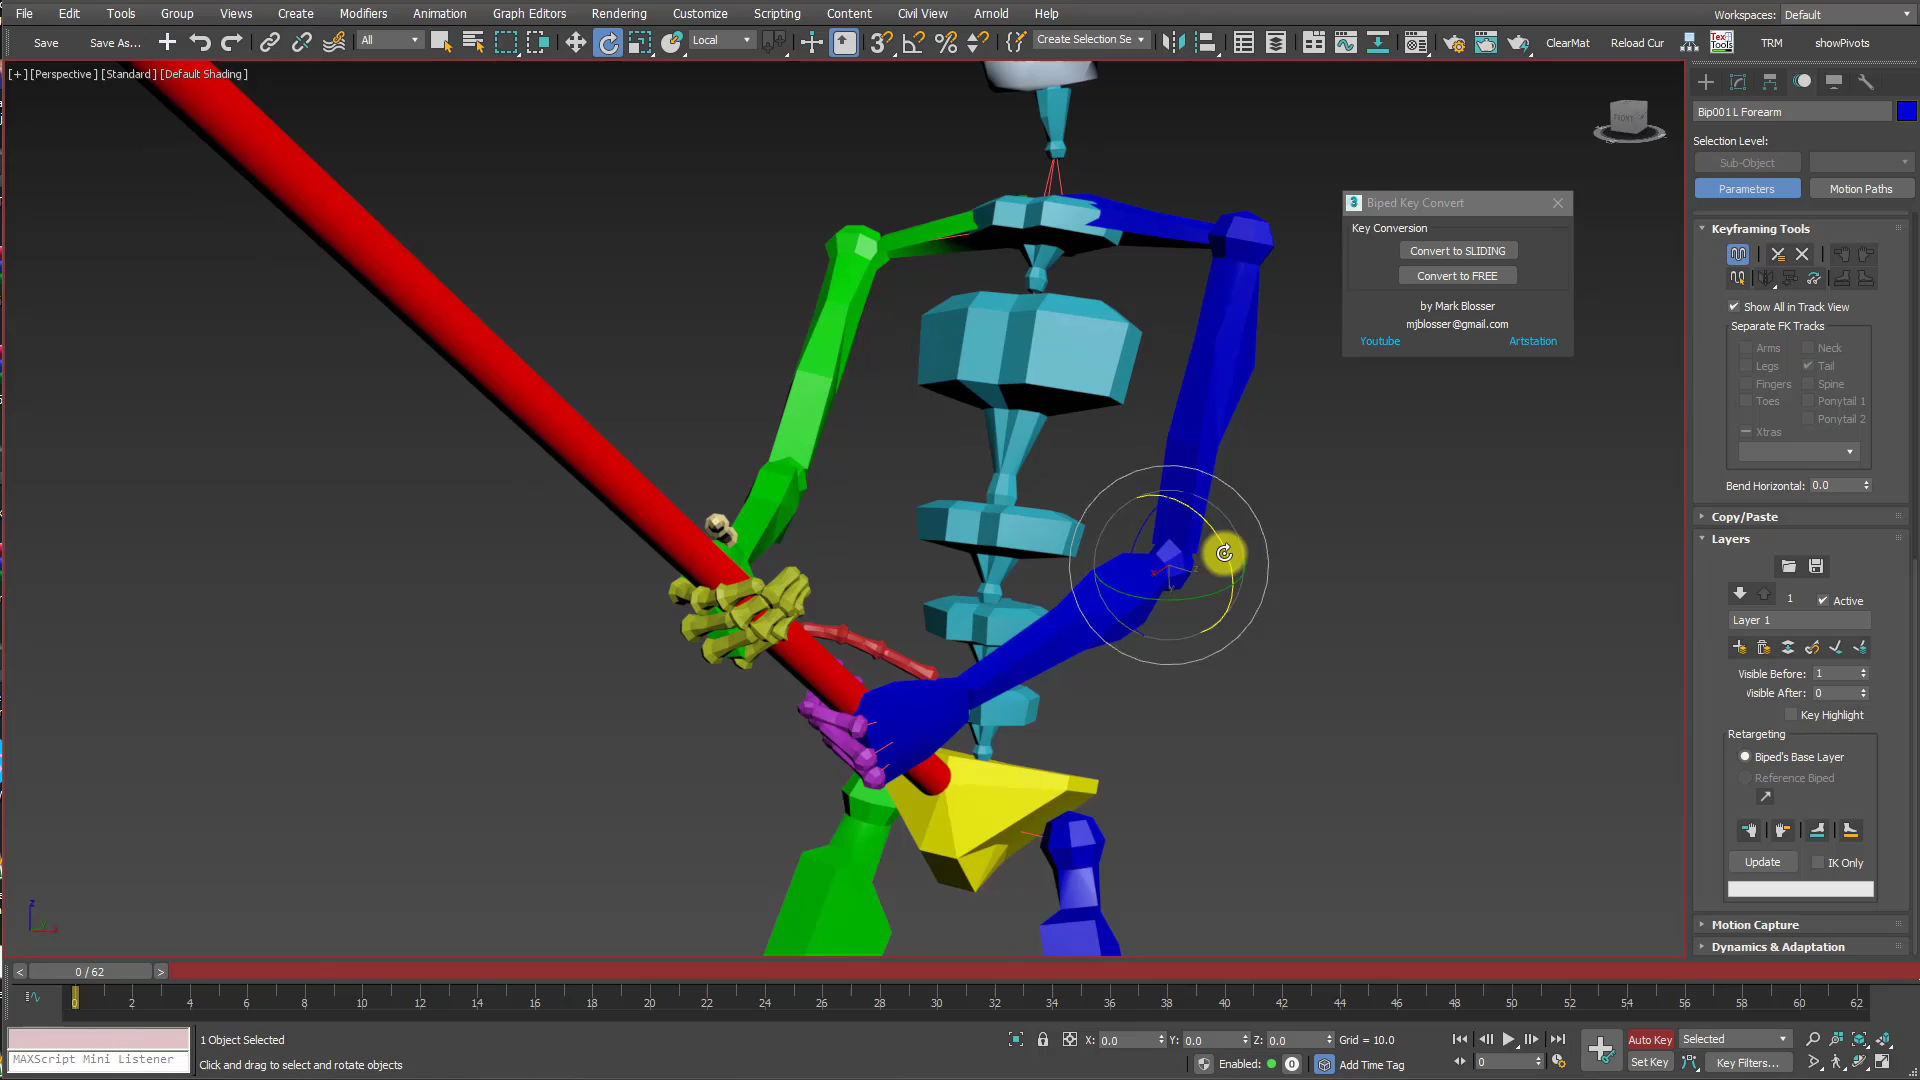 File Edit Tools Group Views Create Modifiers Animation Graph Editors Rendering Customize Scripting Content Civil View Arnold Help
Workspaces: Default
Save Save As... All Local Create Selection Se ClearMat Reload Cur Tex Tools TRM showPivots
[+] [Perspective ] [Standard ] [Default Shading ]
FRONT
Bip001 L Forearm
Selection Level:
Sub-Object
Parameters Motion Paths
Biped Key Convert
Key Conversion
Convert to SLIDING
Convert to FREE
by Mark Blosser
mjblosser@gmail.com
Youtube Artstation
Keyframing Tools
Show All in Track View
Separate FK Tracks
Arms Neck
Legs Tail
Fingers Spine
Toes Ponytail 1
Ponytail 2
Xtras
Bend Horizontal: 0.0
Copy/Paste
Layers
1 Active
Layer 1
Visible Before: 1
Visible After: 0
Key Highlight
Retargeting
Biped's Base Layer
Reference Biped
Update IK Only
Motion Capture
Dynamics & Adaptation
x z y
z
x
< 0 / 62 >
0 2 4 6 8 10 12 14 16 18 20 22 24 26 28 30 32 34 36 38 40 42 44 46 48 50 52 54 56 58 60 62
1 Object Selected
X: 0.0 Y: 0.0 Z: 0.0 Grid = 10.0
Auto Key Selected
MAXScript Mini Listener
Click and drag to select and rotate objects
Enabled: 0 Add Time Tag
0
Set Key Key Filters...